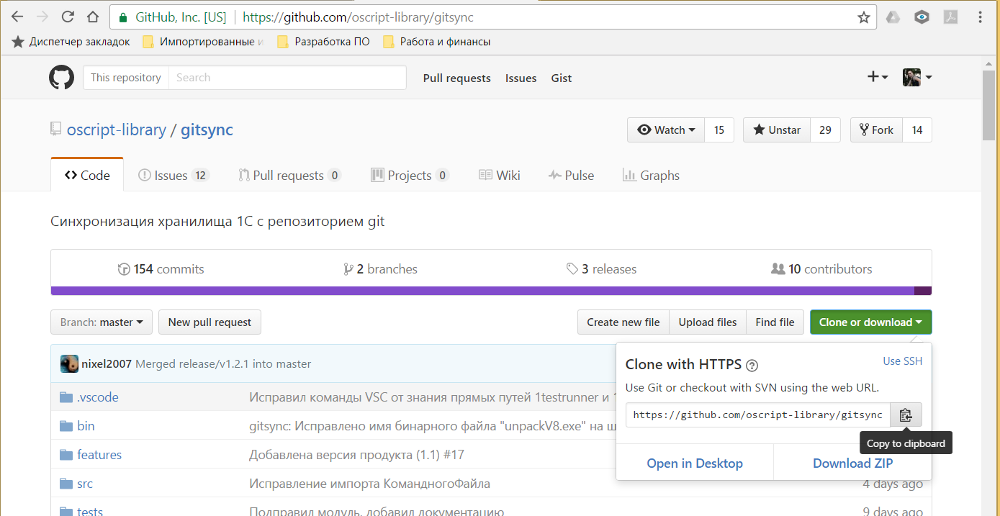 GitHub, Inc. [US] https://github.com/oscript-library/gitsync
Диспетчер закладок Импортированные Разработка ПО Работа и финансы
This repository Search Pull requests Issues Gist
oscript-library / gitsync Watch 15 Unstar 29 Fork 14
Code Issues 12 Pull requests 0 Projects 0 Wiki Pulse Graphs
Синхронизация хранилища 1С с репозиторием git
154 commits 2 branches 3 releases 10 contributors
Branch: master New pull request Create new file Upload files Find file Clone or download
nixel2007 Merged release/v1.2.1 into master
Clone with HTTPS ? Use SSH
Use Git or checkout with SVN using the web URL.
https://github.com/oscript-library/gitsync
Copy to clipboard
Open in Desktop Download ZIP
.vscode Исправил команды VSC от знания прямых путей 1testrunner и
bin gitsync: Исправлено имя бинарного файла "unpackV8.exe" на
features Добавлена версия продукта (1.1) #17
src Исправление импорта КомандногоФайла 4 days ago
tests Подправил модуль, добавил документацию 9 days ago